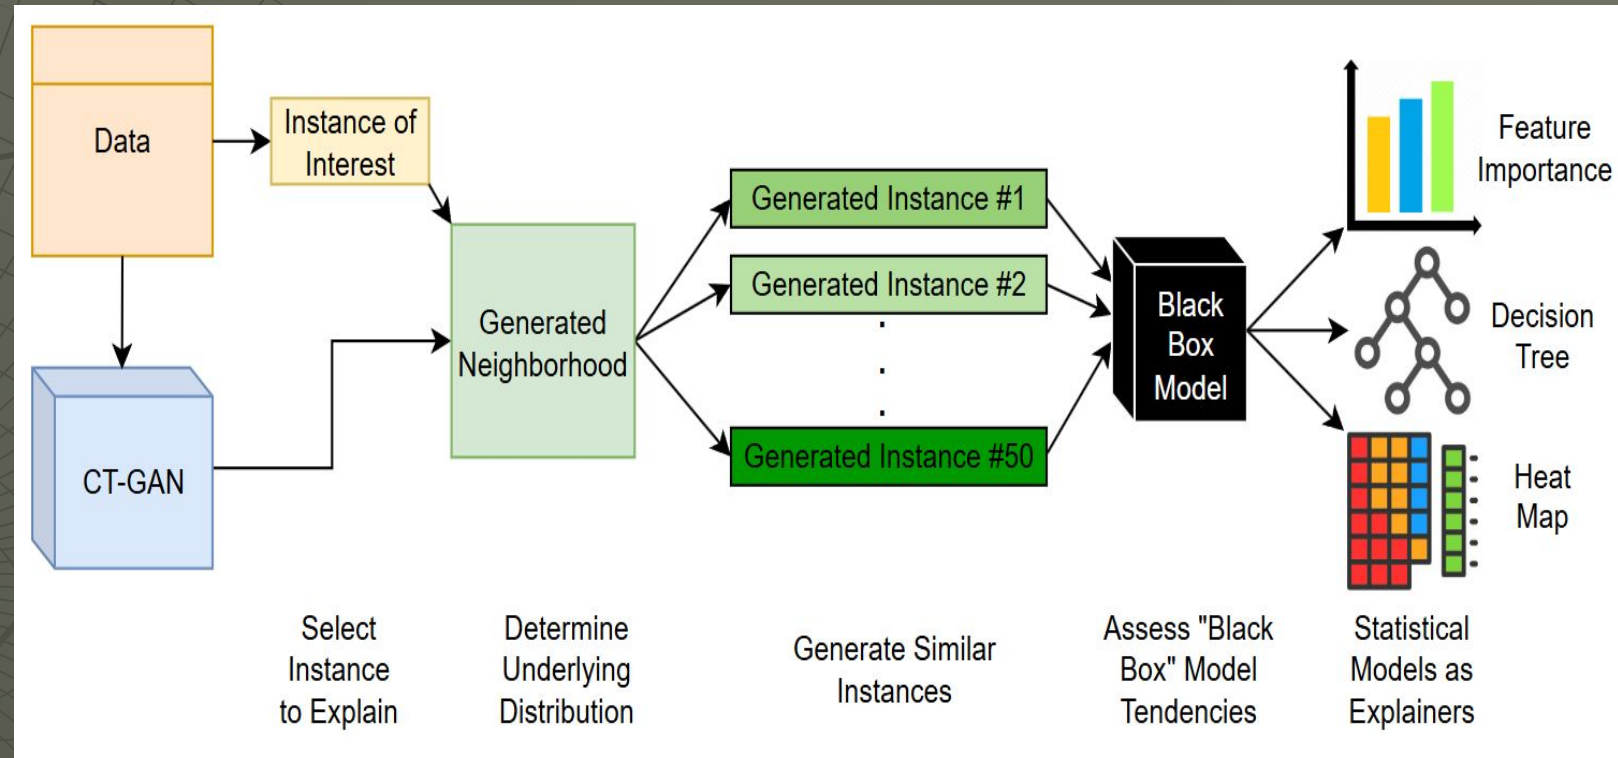 Data
Instance of
Interest
CT-GAN
Generated
Neighborhood
Generated Instance #1
Generated Instance #2
.
.
.
Generated Instance #50
Black
Box
Model
Feature
Importance
Decision
Tree
Heat
Map
Select
Instance
to Explain
Determine
Underlying
Distribution
Generate Similar
Instances
Assess "Black
Box" Model
Tendencies
Statistical
Models as
Explainers